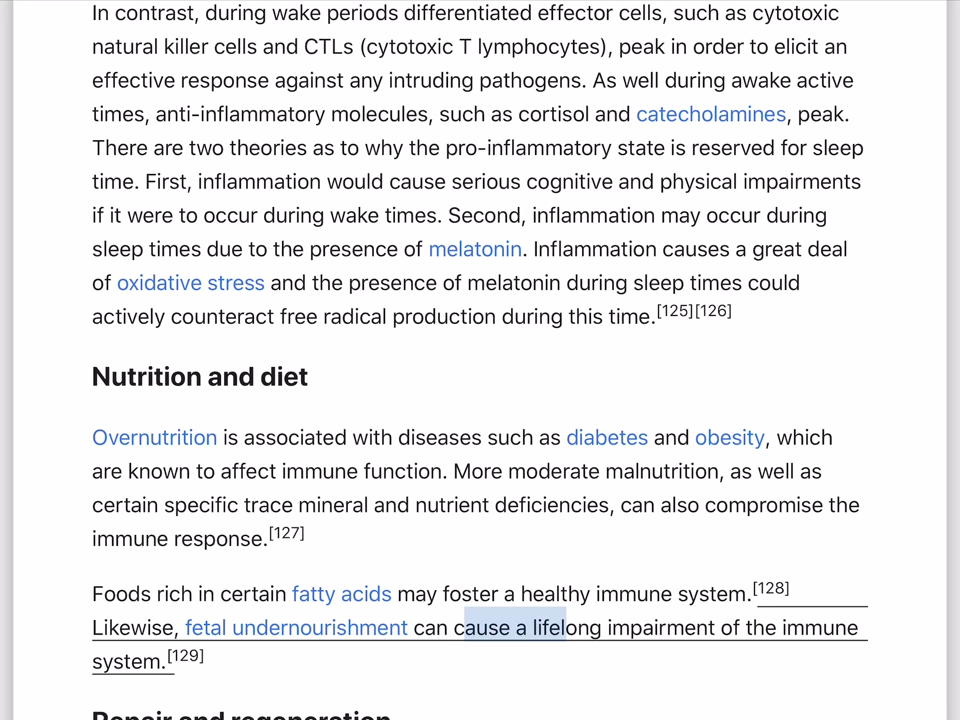 In contrast, during wake periods differentiated effector cells, such as cytotoxic
natural killer cells and CTLs (cytotoxic T lymphocytes), peak in order to elicit an
effective response against any intruding pathogens. As well during awake active
times, anti-inflammatory molecules, such as cortisol and catecholamines, peak.
There are two theories as to why the pro-inflammatory state is reserved for sleep
time. First, inflammation would cause serious cognitive and physical impairments
if it were to occur during wake times. Second, inflammation may occur during
sleep times due to the presence of melatonin. Inflammation causes a great deal
of oxidative stress and the presence of melatonin during sleep times could
actively counteract free radical production during this time.[125][126]
Nutrition and diet
Overnutrition is associated with diseases such as diabetes and obesity, which
are known to affect immune function. More moderate malnutrition, as well as
certain specific trace mineral and nutrient deficiencies, can also compromise the
immune response.[127]
Foods rich in certain fatty acids may foster a healthy immune system.[128]
Likewise, fetal undernourishment can cause a lifelong impairment of the immune
system.[129]
Repair and regeneration